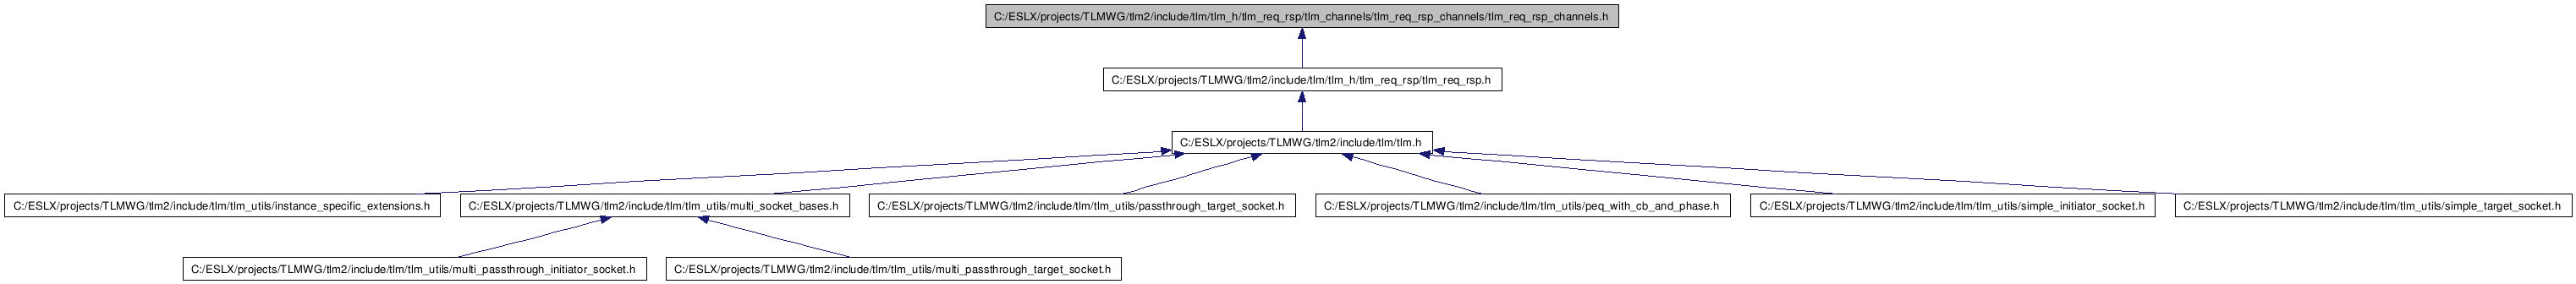 C:/ESLX/projects/TLMWG/tlm2/include/tlm/tlm_h/tlm_req_rsp/tlm_channels/tlm_req_rsp_channels/tlm_req_rsp_channels.h
C:/ESLX/projects/TLMWG/tlm2/include/tlm/tlm_h/tlm_req_rsp/tlm_req_rsp.h
C:/ESLX/projects/TLMWG/tlm2/include/tlm/tlm.h
C:/ESLX/projects/TLMWG/tlm2/include/tlm/tlm_utils/instance_specific_extensions.h
C:/ESLX/projects/TLMWG/tlm2/include/tlm/tlm_utils/multi_socket_bases.h
C:/ESLX/projects/TLMWG/tlm2/include/tlm/tlm_utils/passthrough_target_socket.h
C:/ESLX/projects/TLMWG/tlm2/include/tlm/tlm_utils/peq_with_cb_and_phase.h
C:/ESLX/projects/TLMWG/tlm2/include/tlm/tlm_utils/simple_initiator_socket.h
C:/ESLX/projects/TLMWG/tlm2/include/tlm/tlm_utils/simple_target_socket.h
C:/ESLX/projects/TLMWG/tlm2/include/tlm/tlm_utils/multi_passthrough_initiator_socket.h
C:/ESLX/projects/TLMWG/tlm2/include/tlm/tlm_utils/multi_passthrough_target_socket.h